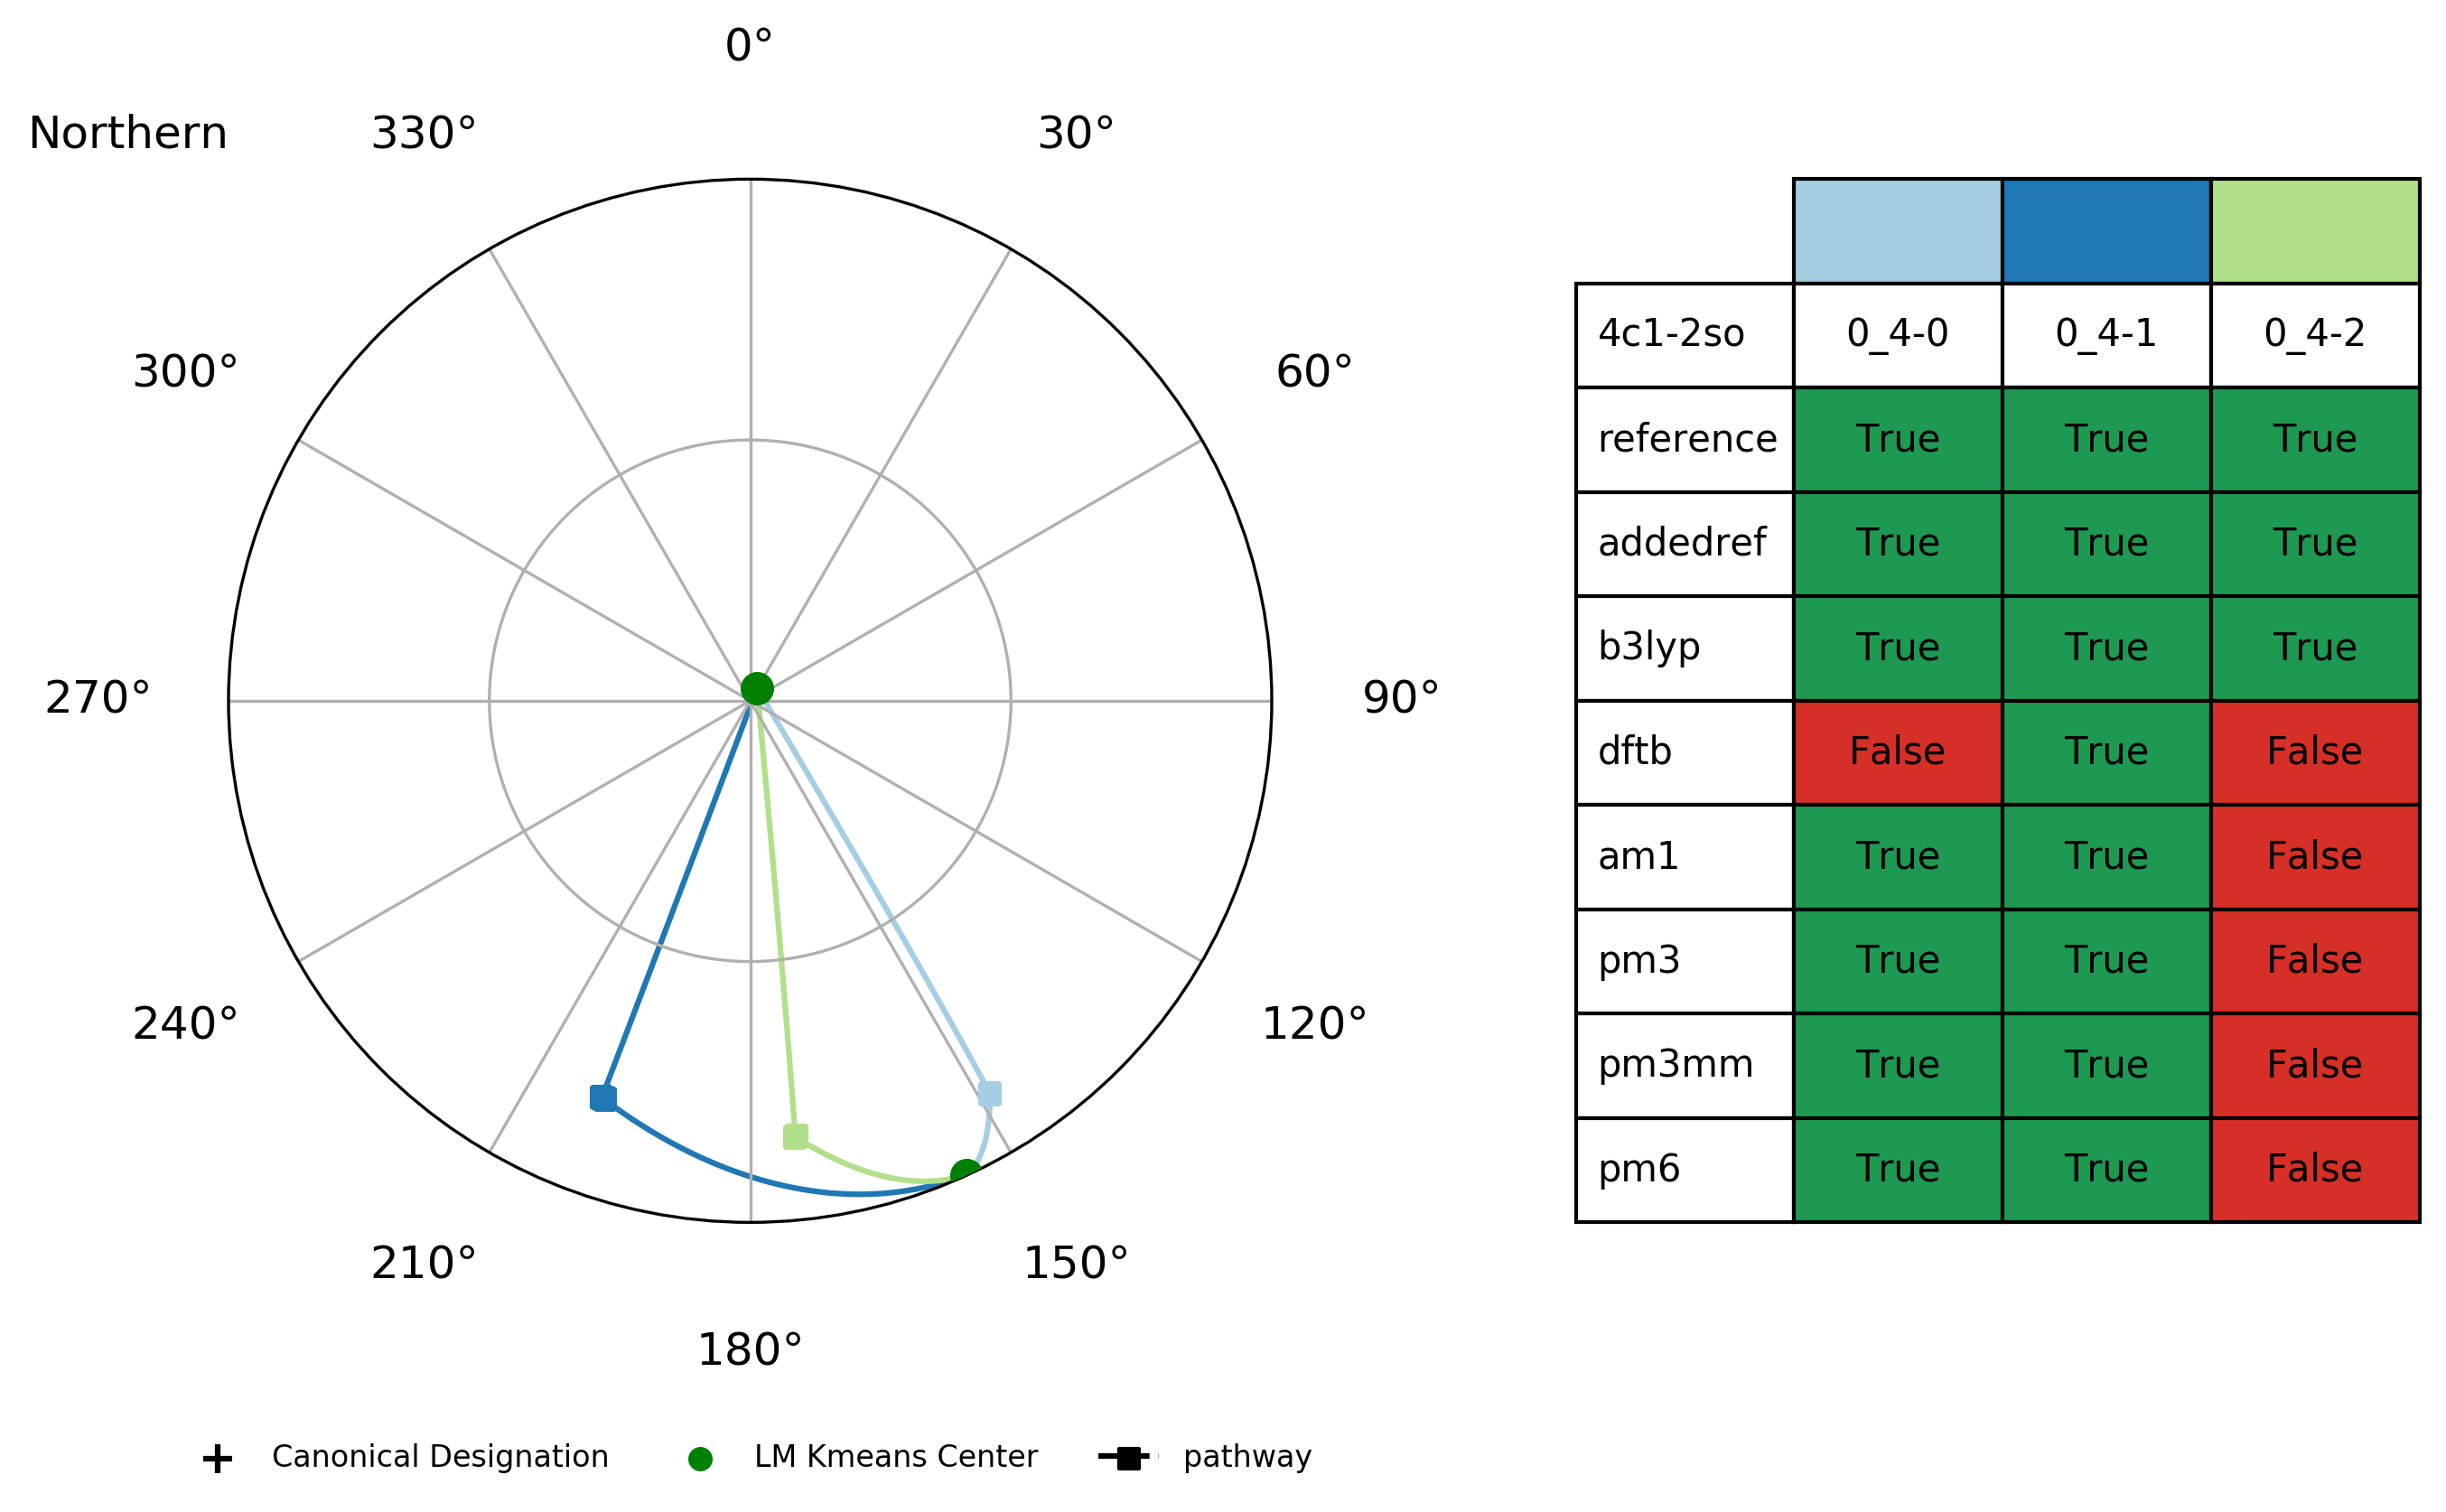 0°
Northern
330°
30°
300°
60°
270°
90°
240°
120°
210°
150°
180°
4c1-2so 0_4-0 0_4-1 0_4-2
reference True True True
addedref True True True
b3lyp True True True
dftb False True False
am1 True True False
pm3 True True False
pm3mm True True False
pm6 True True False
Canonical Designation LM Kmeans Center pathway